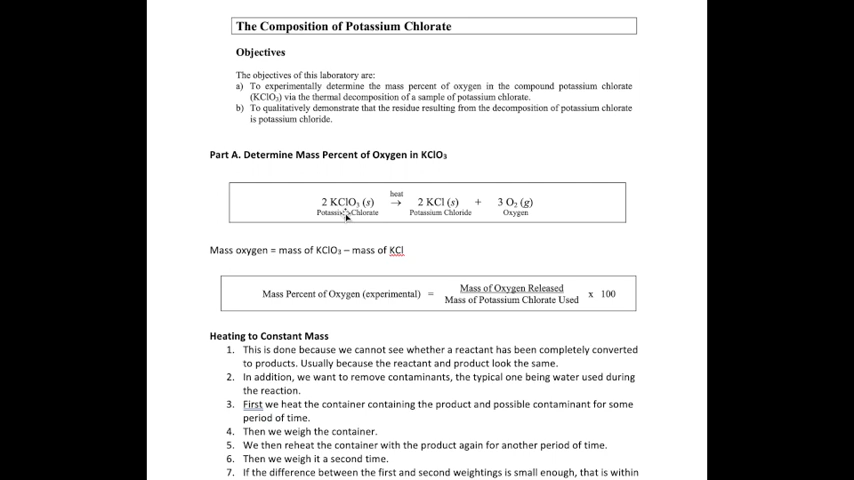 The Composition of Potassium Chlorate
Objectives
The objectives of this laboratory are:
a) To experimentally determine the mass percent of oxygen in the compound potassium chlorate
(KClO₃) via the thermal decomposition of a sample of potassium chlorate.
b) To qualitatively demonstrate that the residue resulting from the decomposition of potassium chlorate
is potassium chloride.
Part A. Determine Mass Percent of Oxygen in KClO₃
heat
2 KClO₃ (s) → 2 KCl (s) + 3 O₂ (g)
Potassium Chlorate Potassium Chloride Oxygen
Mass oxygen = mass of KClO₃ – mass of KCl
Mass of Oxygen Released
Mass Percent of Oxygen (experimental) = x 100
Mass of Potassium Chlorate Used
Heating to Constant Mass
1. This is done because we cannot see whether a reactant has been completely converted
to products. Usually because the reactant and product look the same.
2. In addition, we want to remove contaminants, the typical one being water used during
the reaction.
3. First we heat the container containing the product and possible contaminant for some
period of time.
4. Then we weigh the container.
5. We then reheat the container with the product again for another period of time.
6. Then we weigh it a second time.
7. If the difference between the first and second weightings is small enough, that is within